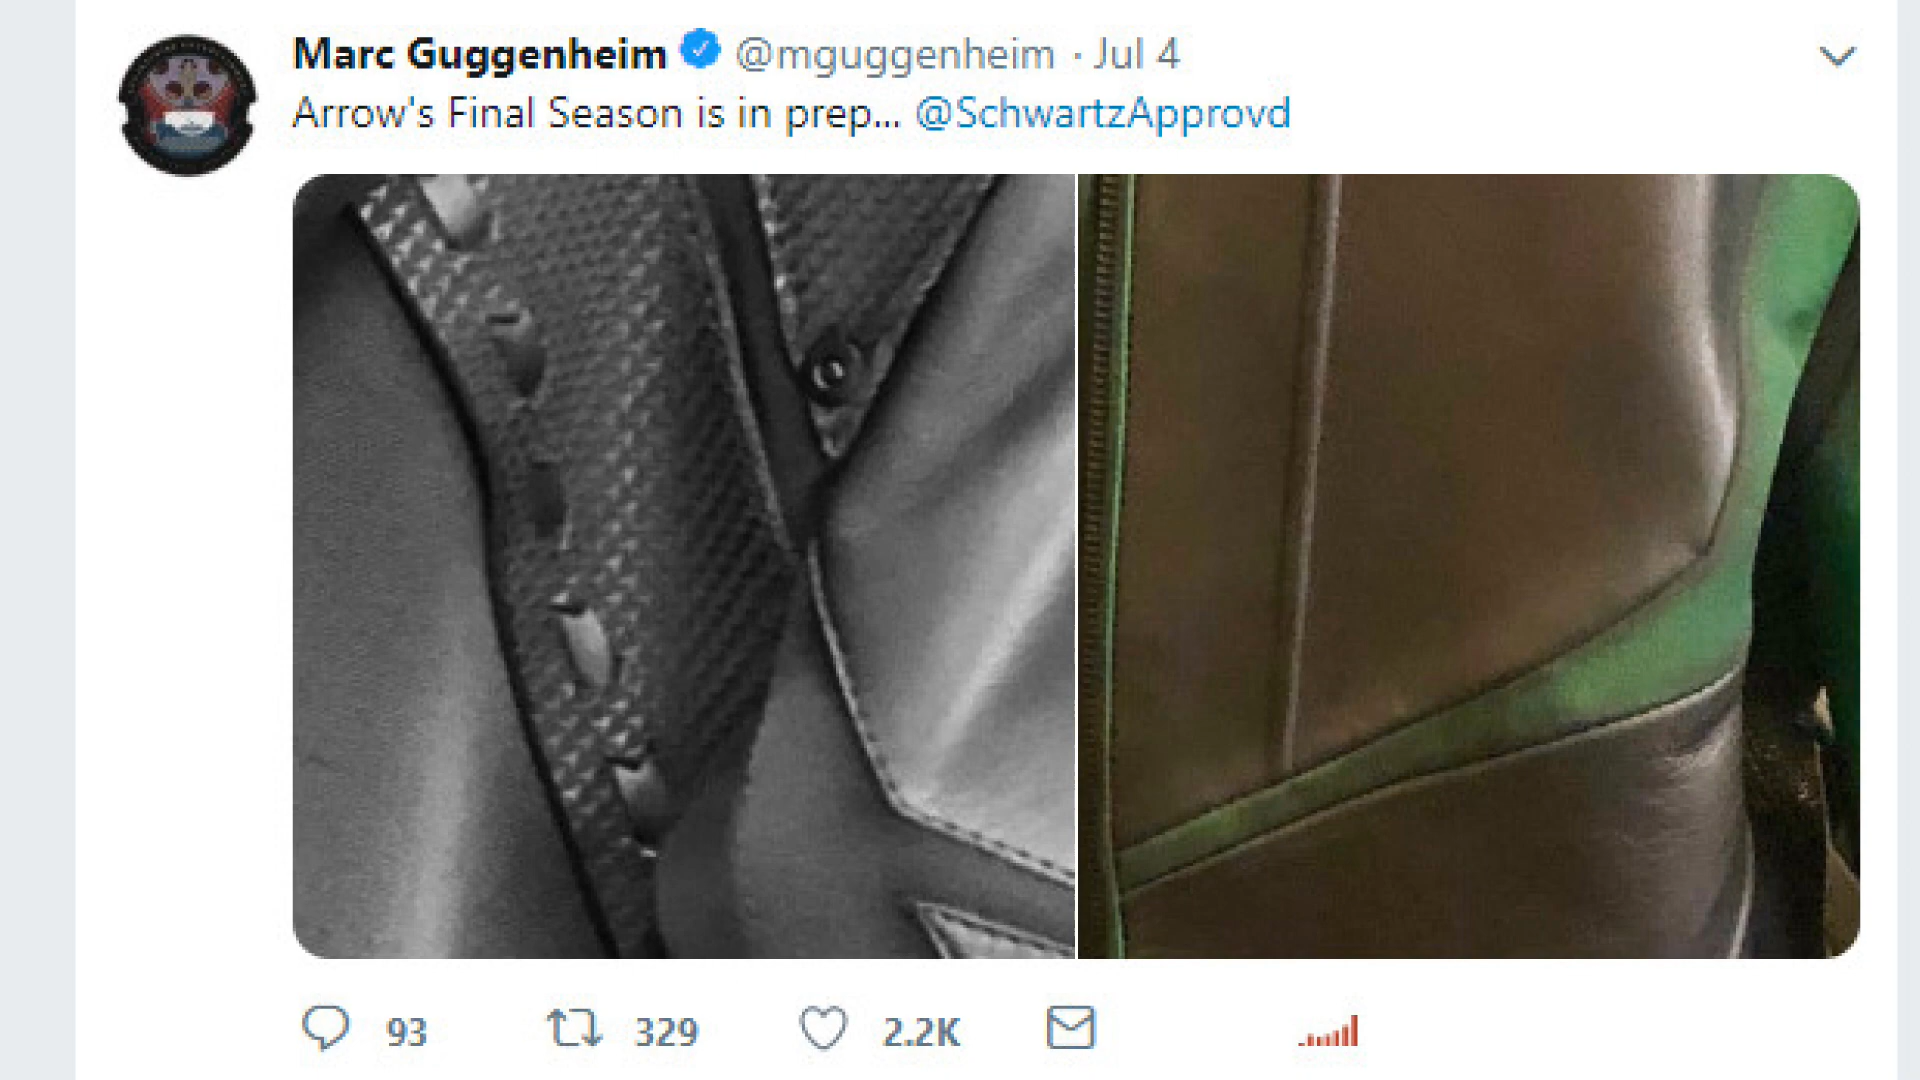 Marc Guggenheim @mguggenheim · Jul 4
Arrow's Final Season is in prep... @SchwartzApprovd
93 329 2.2K